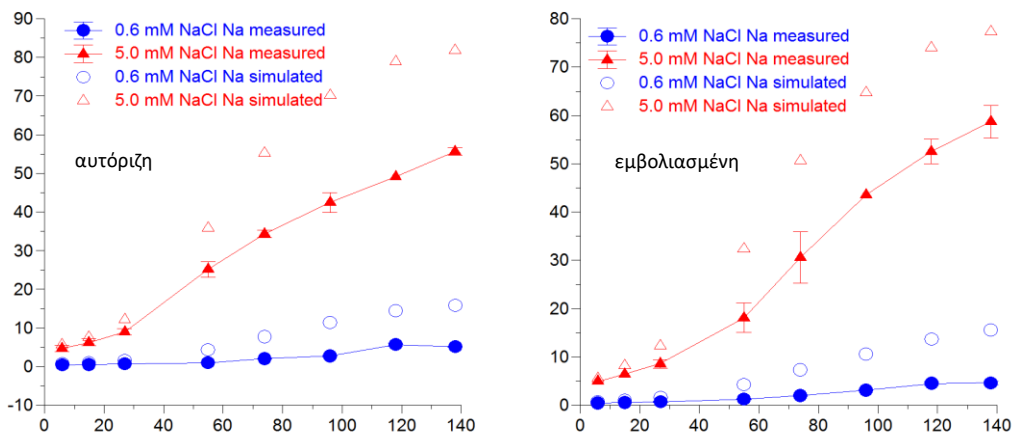 90
80
70
60
50
40
30
20
10
0
-10
0.6 mM NaCl Na measured
5.0 mM NaCl Na measured
0.6 mM NaCl Na simulated
5.0 mM NaCl Na simulated
αυτόριζη
0 20 40 60 80 100 120 140
80
70
60
50
40
30
20
10
0
0.6 mM NaCl Na measured
5.0 mM NaCl Na measured
0.6 mM NaCl Na simulated
5.0 mM NaCl Na simulated
εμβολιασμένη
0 20 40 60 80 100 120 140